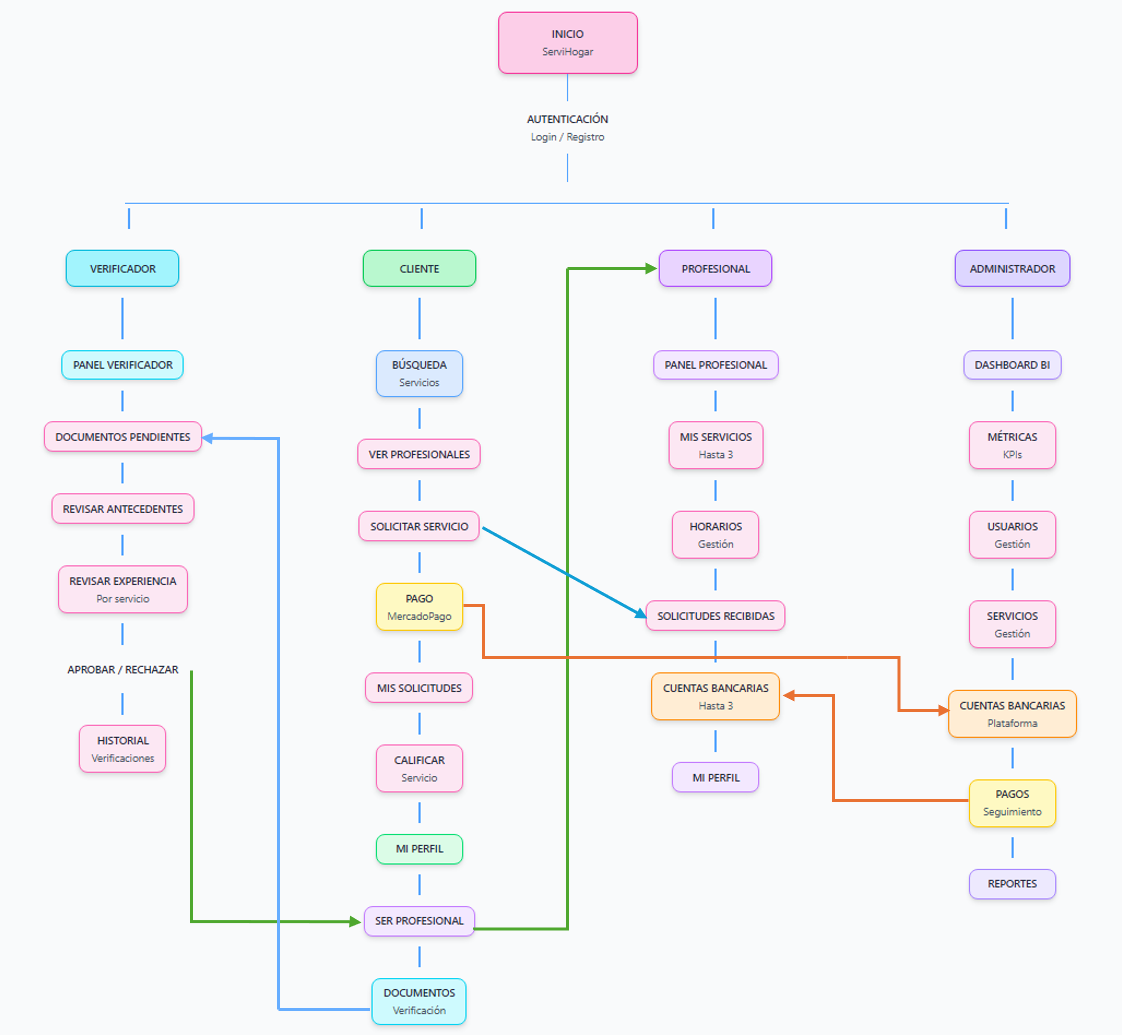 INICIO
ServiHogar
AUTENTICACIÓN
Login / Registro
VERIFICADOR
PANEL VERIFICADOR
DOCUMENTOS PENDIENTES
REVISAR ANTECEDENTES
REVISAR EXPERIENCIA
Por servicio
APROBAR / RECHAZAR
HISTORIAL
Verificaciones
CLIENTE
BÚSQUEDA
Servicios
VER PROFESIONALES
SOLICITAR SERVICIO
PAGO
MercadoPago
MIS SOLICITUDES
CALIFICAR
Servicio
MI PERFIL
SER PROFESIONAL
DOCUMENTOS
Verificación
PROFESIONAL
PANEL PROFESIONAL
MIS SERVICIOS
Hasta 3
HORARIOS
Gestión
SOLICITUDES RECIBIDAS
CUENTAS BANCARIAS
Hasta 3
MI PERFIL
ADMINISTRADOR
DASHBOARD BI
MÉTRICAS
KPIs
USUARIOS
Gestión
SERVICIOS
Gestión
CUENTAS BANCARIAS
Plataforma
PAGOS
Seguimiento
REPORTES